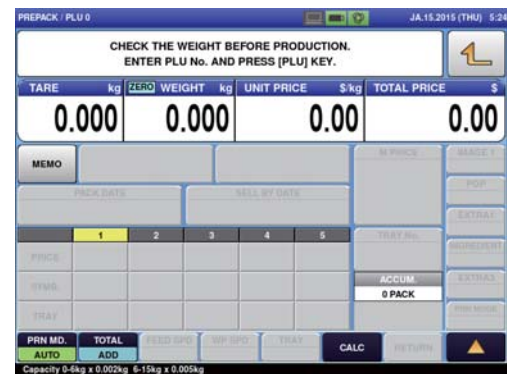 PREPACK / PLU 0
JA.15.2015 (THU) 5:24
CHECK THE WEIGHT BEFORE PRODUCTION.
ENTER PLU No. AND PRESS [PLU] KEY.
TARE kg ZERO WEIGHT kg UNIT PRICE $/kg TOTAL PRICE $
0.000 0.000 0.00 0.00
MEMO M.PRICE IMAGE 1
PACK DATE SELL BY DATE POP
EXTRA1
1 2 3 4 5 TRAY No.
PRICE INGREDIENT
SYMB. ACCUM. EXTRA3
0 PACK
TRAY
PRN MD. TOTAL FEED SPD WP SPD TRAY CALC RETURN
AUTO ADD
Capacity 0-6kg x 0.002kg 6-15kg x 0.005kg